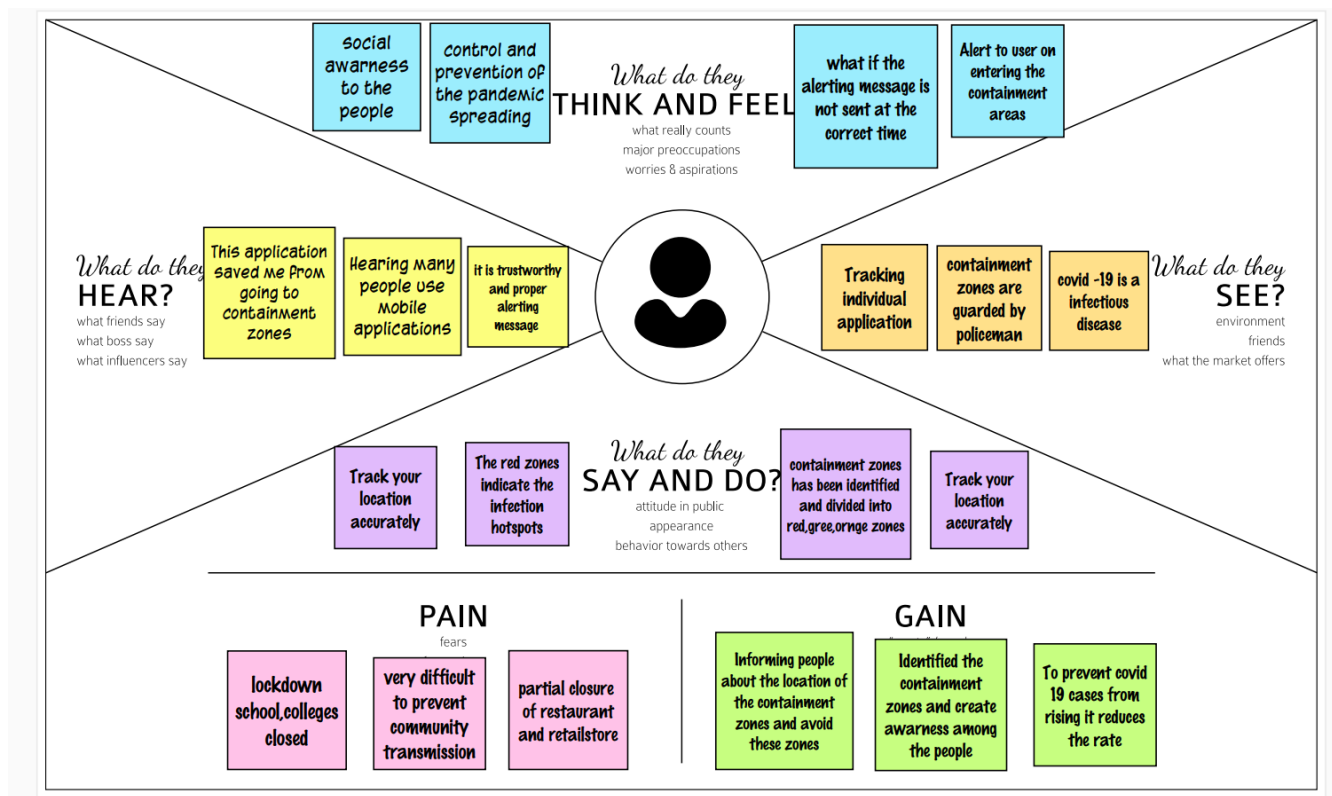 social
awarness
to the
people
control and
prevention of
the pandemic
spreading
What do they
THINK AND FEEL
what really counts
major preoccupations
worries & aspirations
what if the
alerting message is
not sent at the
correct time
Alert to user on
entering the
containment
areas
What do they
HEAR?
what friends say
what boss say
what influencers say
This application
saved me from
going to
containment
zones
Hearing many
people use
mobile
applications
it is trustworthy
and proper
alerting
message
Tracking
individual
application
containment
zones are
guarded by
policeman
covid -19 is a
infectious
disease
What do they
SEE?
environment
friends
what the market offers
Track your
location
accurately
The red zones
indicate the
infection
hotspots
What do they
SAY AND DO?
attitude in public
appearance
behavior towards others
containment zones
has been identified
and divided into
red,gree,ornge zones
Track your
location
accurately
PAIN
fears
lockdown
school,colleges
closed
very difficult
to prevent
community
transmission
partial closure
of restaurant
and retailstore
GAIN
Informing people
about the location of
the containment
zones and avoid
these zones
Identified the
containment
zones and create
awarness among
the people
To prevent covid
19 cases from
rising it reduces
the rate